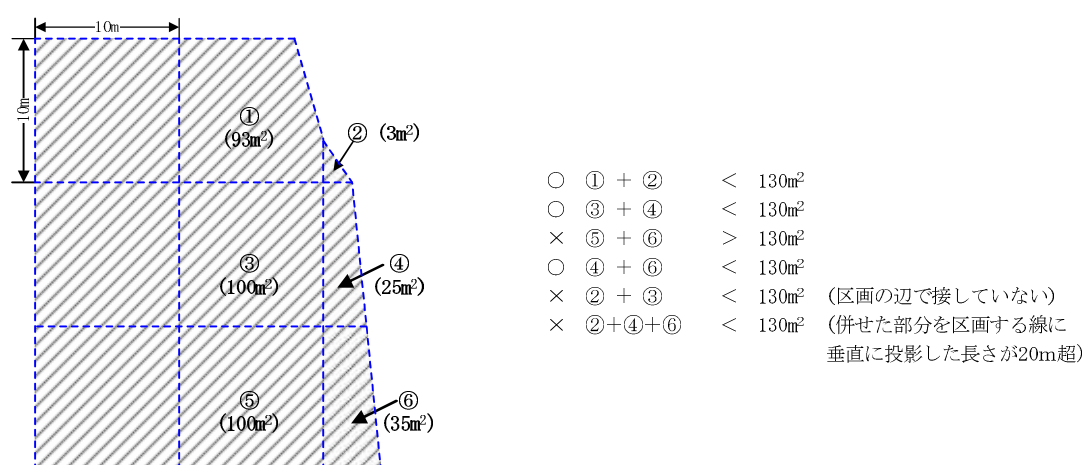 10m
10m
①
(93㎡)
② (3㎡)
③
(100㎡)
④
(25㎡)
⑤
(100㎡)
⑥
(35㎡)
○ ① + ② < 130㎡
○ ③ + ④ < 130㎡
× ⑤ + ⑥ > 130㎡
○ ④ + ⑥ < 130㎡
× ② + ③ < 130㎡ (区画の辺で接していない)
× ②+④+⑥ < 130㎡ (併せた部分を区画する線に
垂直に投影した長さが20m超)